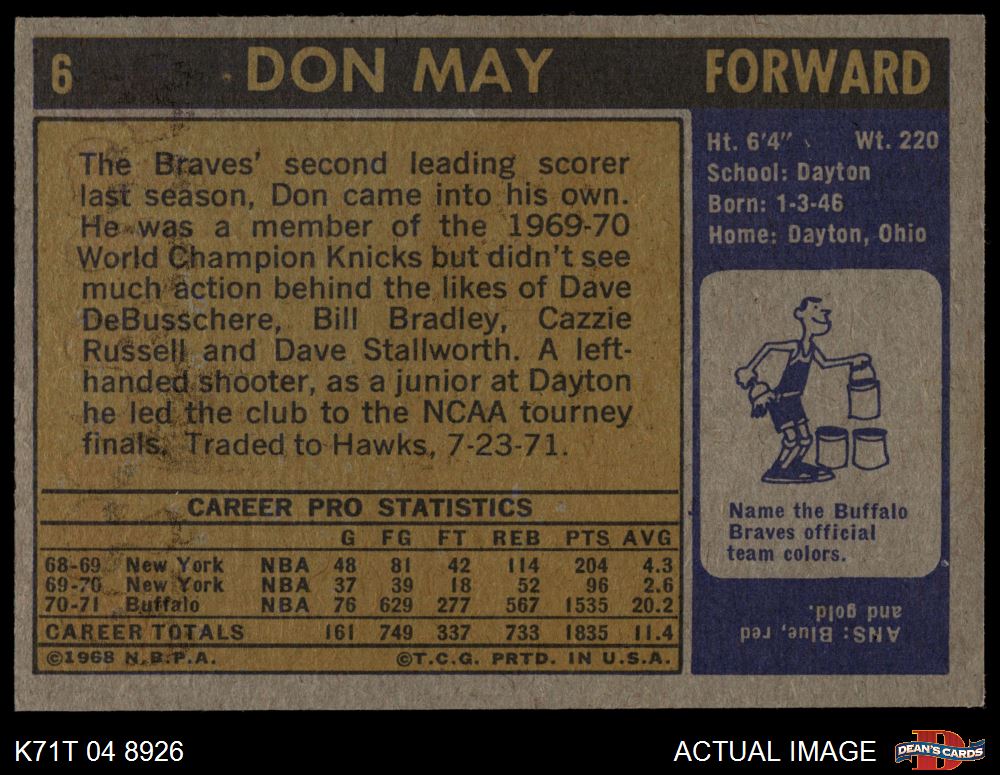 6 DON MAY FORWARD
The Braves' second leading scorer
last season, Don came into his own.
He was a member of the 1969-70
World Champion Knicks but didn't see
much action behind the likes of Dave
DeBusschere, Bill Bradley, Cazzie
Russell and Dave Stallworth. A left-
handed shooter, as a junior at Dayton
he led the club to the NCAA tourney
finals. Traded to Hawks, 7-23-71.
CAREER PRO STATISTICS
G FG FT REB PTS AVG
68-69 New York NBA 48 81 42 114 204 4.3
69-70 New York NBA 37 39 18 52 96 2.6
70-71 Buffalo NBA 76 629 277 567 1535 20.2
CAREER TOTALS 161 749 337 733 1835 11.4
©1968 N.B.P.A. ©T.C.G. PRTD. IN U.S.A.
Ht. 6'4" Wt. 220
School: Dayton
Born: 1-3-46
Home: Dayton, Ohio
Name the Buffalo
Braves official
team colors.
ANS: Blue, red
and gold.
K71T 04 8926
ACTUAL IMAGE
DEAN'S CARDS